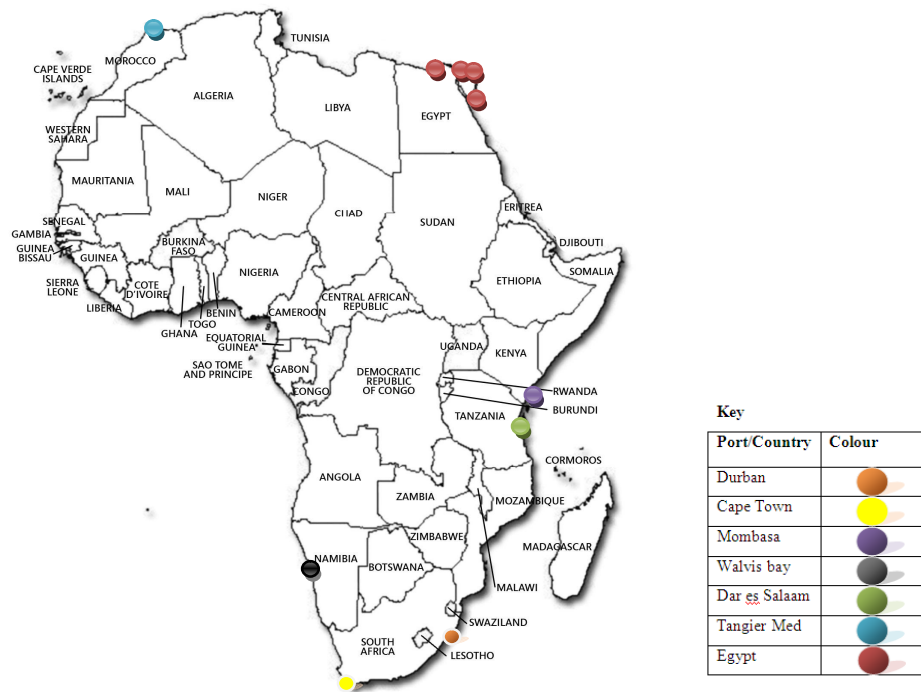 TUNISIA
MOROCCO
CAPE VERDE
ISLANDS
ALGERIA
LIBYA
EGYPT
WESTERN
SAHARA
MAURITANIA
MALI
NIGER
CHAD
SUDAN
ERITREA
SENEGAL
GAMBIA
GUINEA
BISSAU
GUINEA
BURKINA
FASO
DJIBOUTI
SOMALIA
SIERRA
LEONE
LIBERIA
COTE
D'IVOIRE
NIGERIA
ETHIOPIA
BENIN
TOGO
GHANA
CAMEROON
CENTRAL AFRICAN
REPUBLIC
EQUATORIAL
GUINEA
UGANDA
KENYA
SAO TOME
AND PRINCIPE
GABON
CONGO
DEMOCRATIC
REPUBLIC
OF CONGO
RWANDA
BURUNDI
TANZANIA
CORMOROS
ANGOLA
ZAMBIA
MOZAMBIQUE
ZIMBABWE
MADAGASCAR
NAMIBIA
BOTSWANA
MALAWI
SWAZILAND
SOUTH
AFRICA
LESOTHO
Key
Port/Country Colour
Durban
Cape Town
Mombasa
Walvis bay
Dar es Salaam
Tangier Med
Egypt